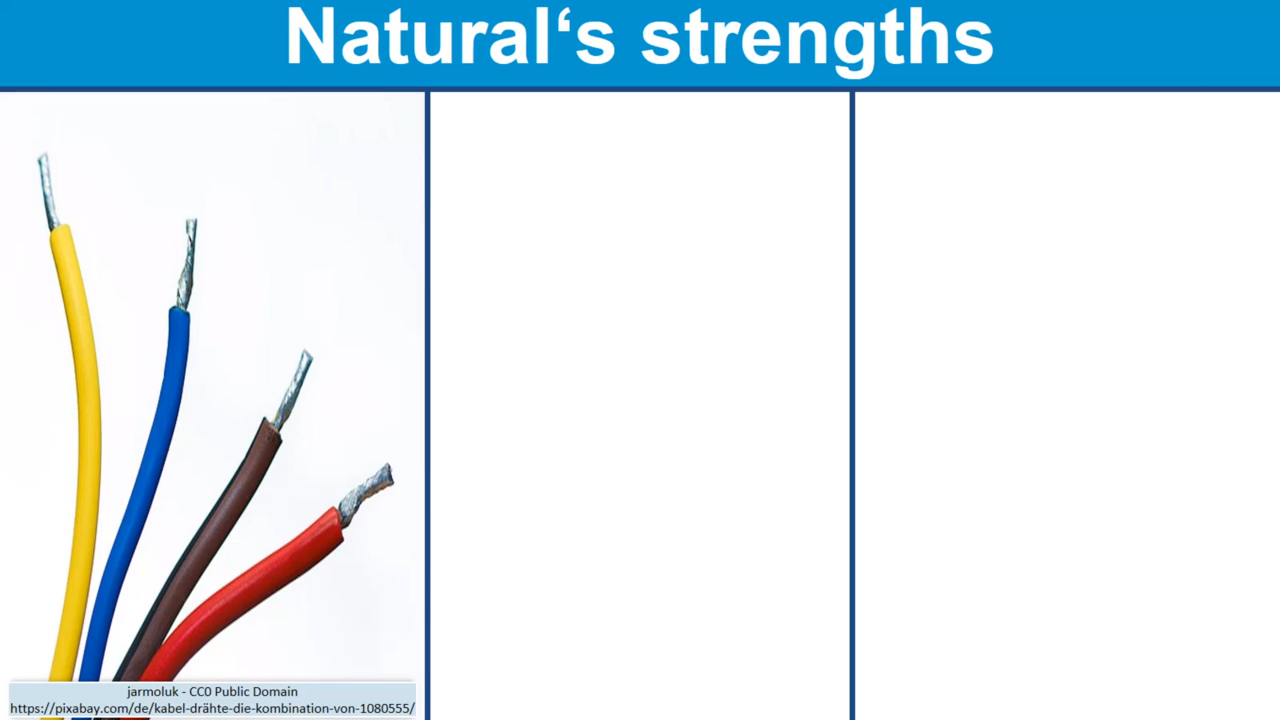 Natural‘s strengths
jarmoluk - CC0 Public Domain
https://pixabay.com/de/kabel-drähte-die-kombination-von-1080555/